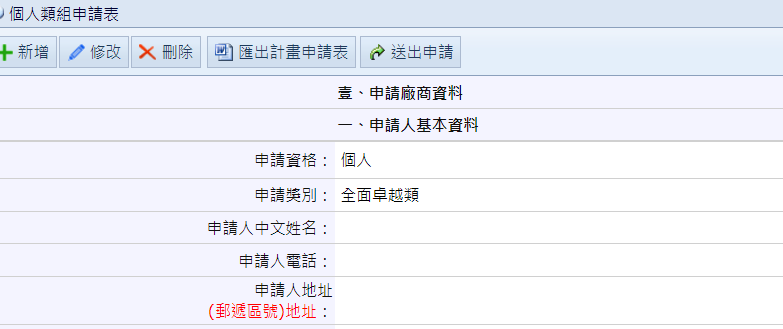 個人類組申請表
新增 修改 刪除 匯出計畫申請表 送出申請
壹、申請廠商資料
一、申請人基本資料
申請資格： 個人
申請獎別： 全面卓越類
申請人中文姓名：
申請人電話：
申請人地址
(郵遞區號)地址：